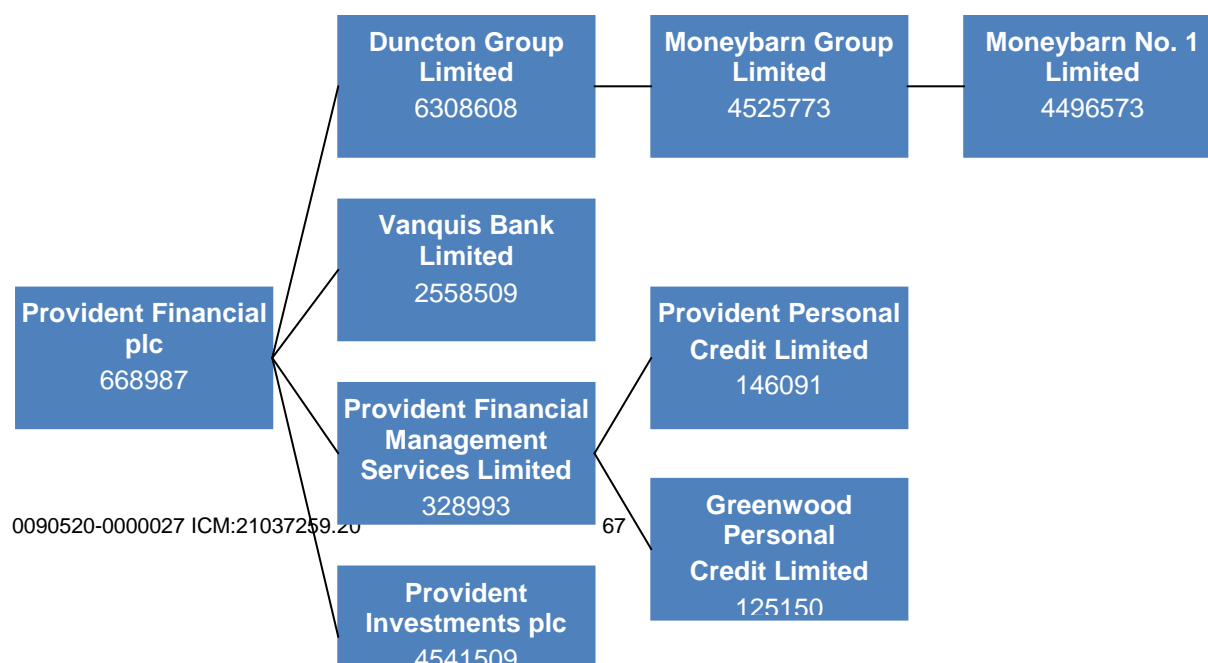 Duncton Group
Limited
6308608
Moneybarn Group
Limited
4525773
Moneybarn No. 1
Limited
4496573
Vanquis Bank
Limited
2558509
Provident Financial
plc
668987
Provident Personal
Credit Limited
146091
Provident Financial
Management
Services Limited
328993
Greenwood
Personal
Credit Limited
125150
0090520-0000027 ICM:21037259.20
67
Provident
Investments plc
4541509